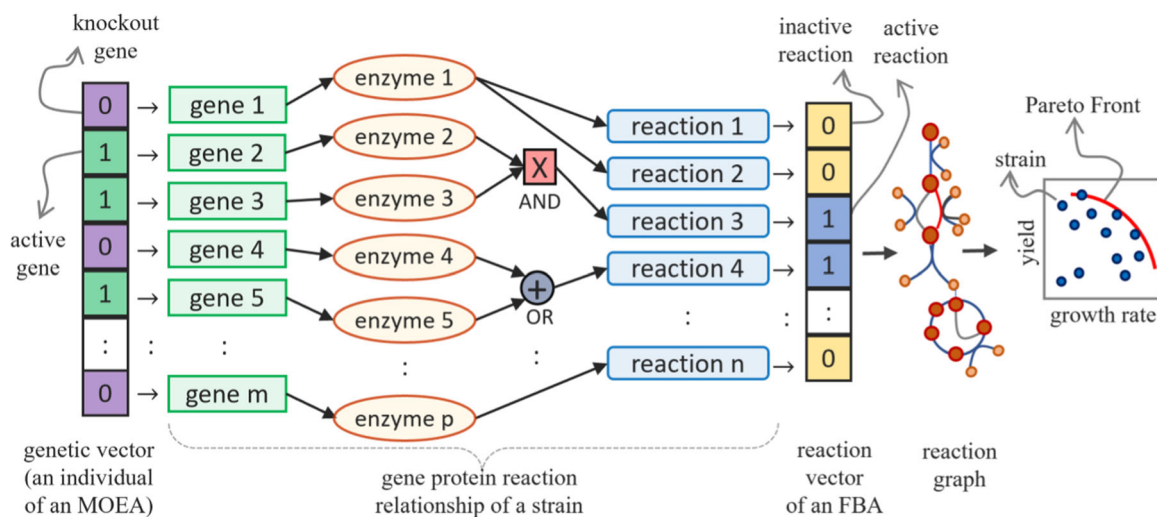 knockout
gene
inactive
reaction
active
reaction
0
gene 1
enzyme 1
reaction 1
0
Pareto Front
1
gene 2
enzyme 2
reaction 2
0
strain
1
gene 3
enzyme 3
X
AND
reaction 3
1
active
gene
0
gene 4
enzyme 4
reaction 4
1
yield
1
gene 5
enzyme 5
+
OR
:
growth rate
: : : : : :
0
gene m
enzyme p
reaction n
0
genetic vector
(an individual
of an MOEA)
gene protein reaction
relationship of a strain
reaction
vector
of an FBA
reaction
graph